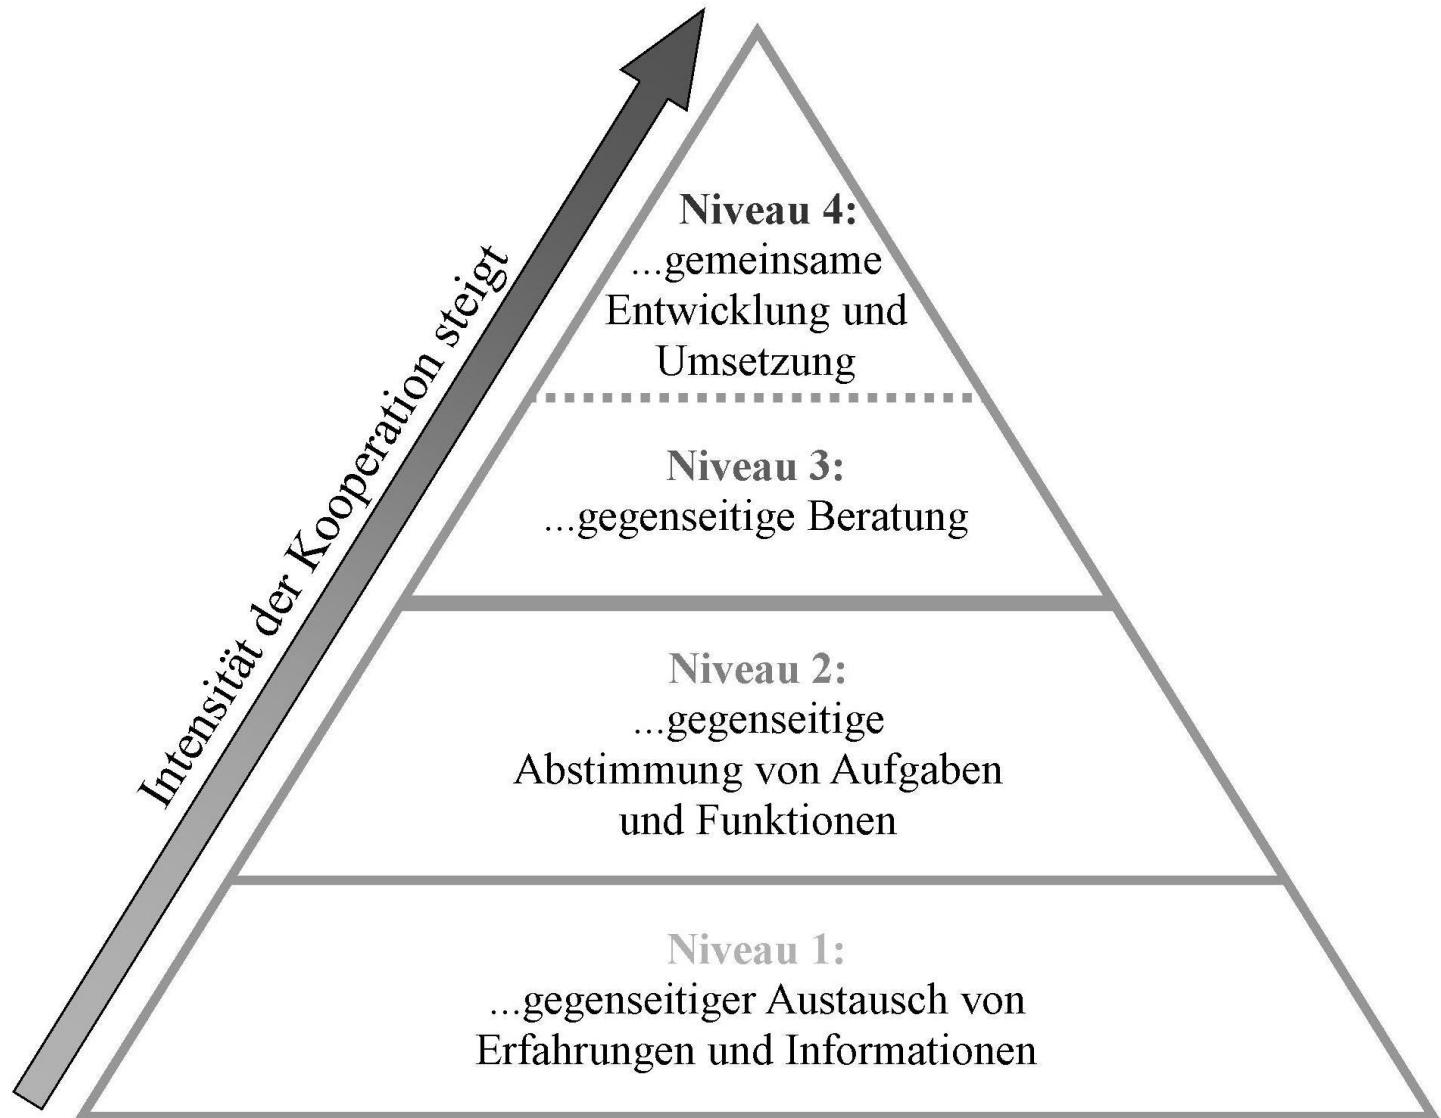 Intensität der Kooperation steigt
Niveau 4:
...gemeinsame
Entwicklung und
Umsetzung
Niveau 3:
...gegenseitige Beratung
Niveau 2:
...gegenseitige
Abstimmung von Aufgaben
und Funktionen
Niveau 1:
...gegenseitiger Austausch von
Erfahrungen und Informationen